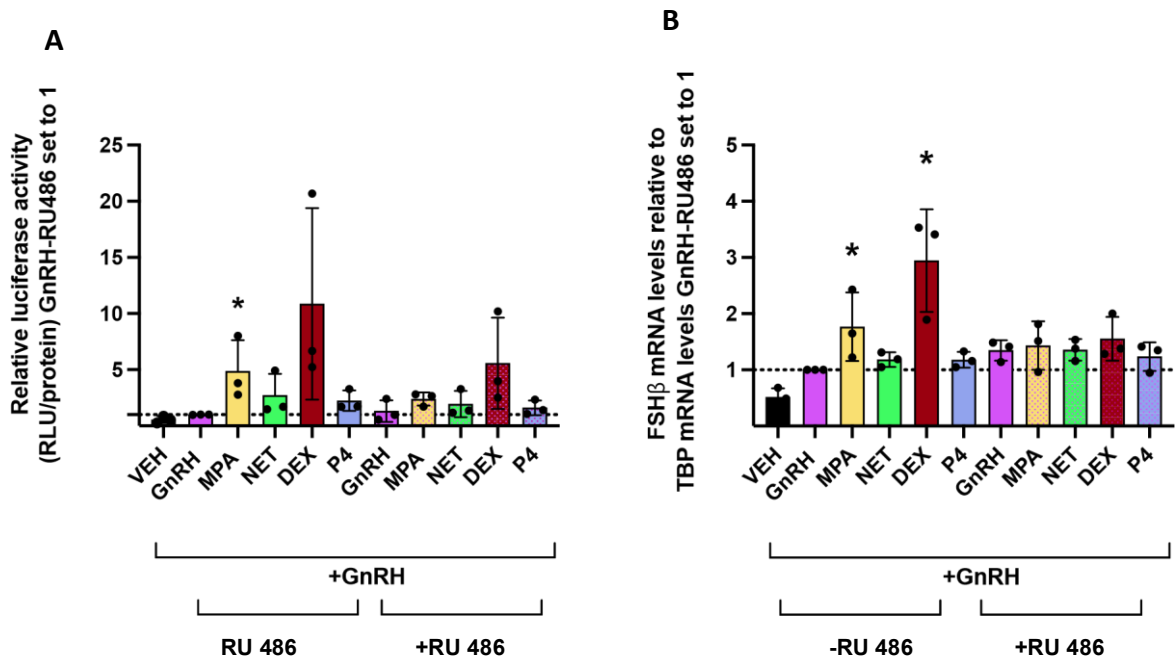 A
Relative luciferase activity
(RLU/protein) GnRH-RU486 set to 1
25
20
15
10
5
*
VEH
GnRH
MPA
NET
DEX
P4
GnRH
MPA
NET
DEX
P4
+GnRH
RU 486
+RU 486
B
FSHβ mRNA levels relative to
TBP mRNA levels GnRH-RU486 set to 1
5
4
3
2
1
0
*
*
VEH
GnRH
MPA
NET
DEX
P4
GnRH
MPA
NET
DEX
P4
+GnRH
-RU 486
+RU 486